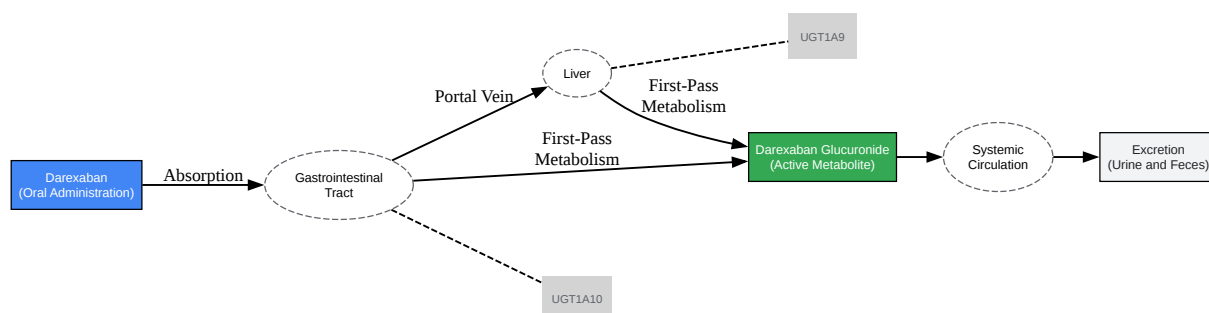 Darexaban
(Oral Administration)
Absorption
Gastrointestinal
Tract
Portal Vein
Liver
UGT1A9
First-Pass
Metabolism
First-Pass
Metabolism
UGT1A10
Darexaban Glucuronide
(Active Metabolite)
Systemic
Circulation
Excretion
(Urine and Feces)